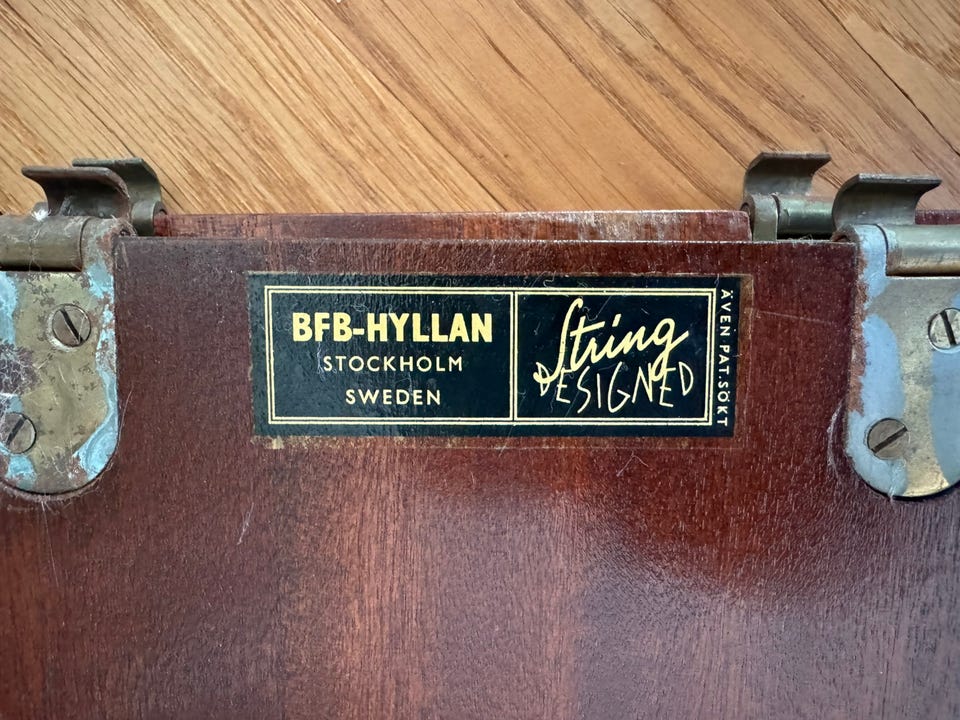 BFB-HYLLAN
STOCKHOLM
SWEDEN
String
DESIGNED
ÄVEN PAT. SÖKT